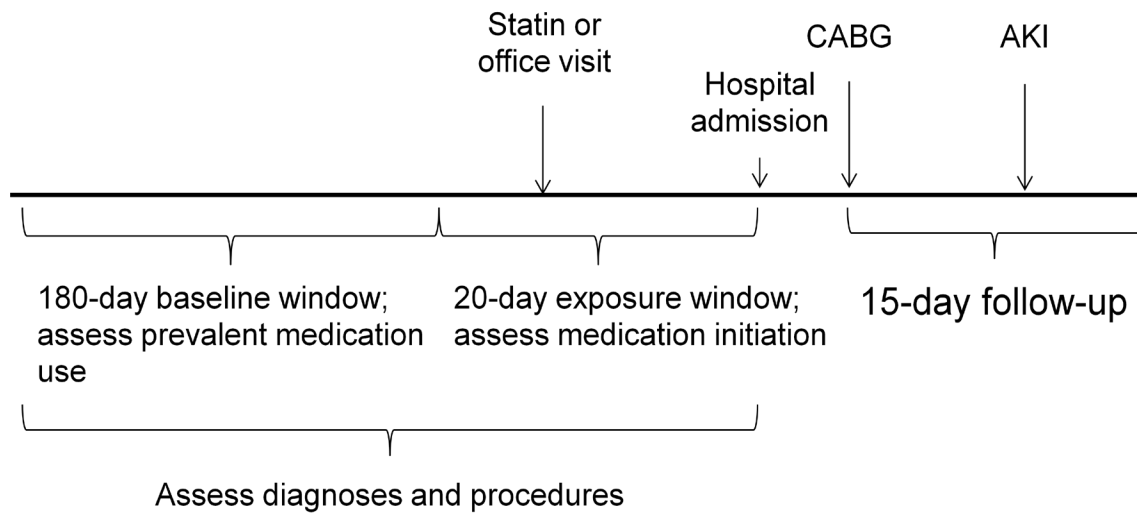 Statin or
office visit
Hospital
admission
CABG
AKI
180-day baseline window;
assess prevalent medication
use
20-day exposure window;
assess medication initiation
15-day follow-up
Assess diagnoses and procedures